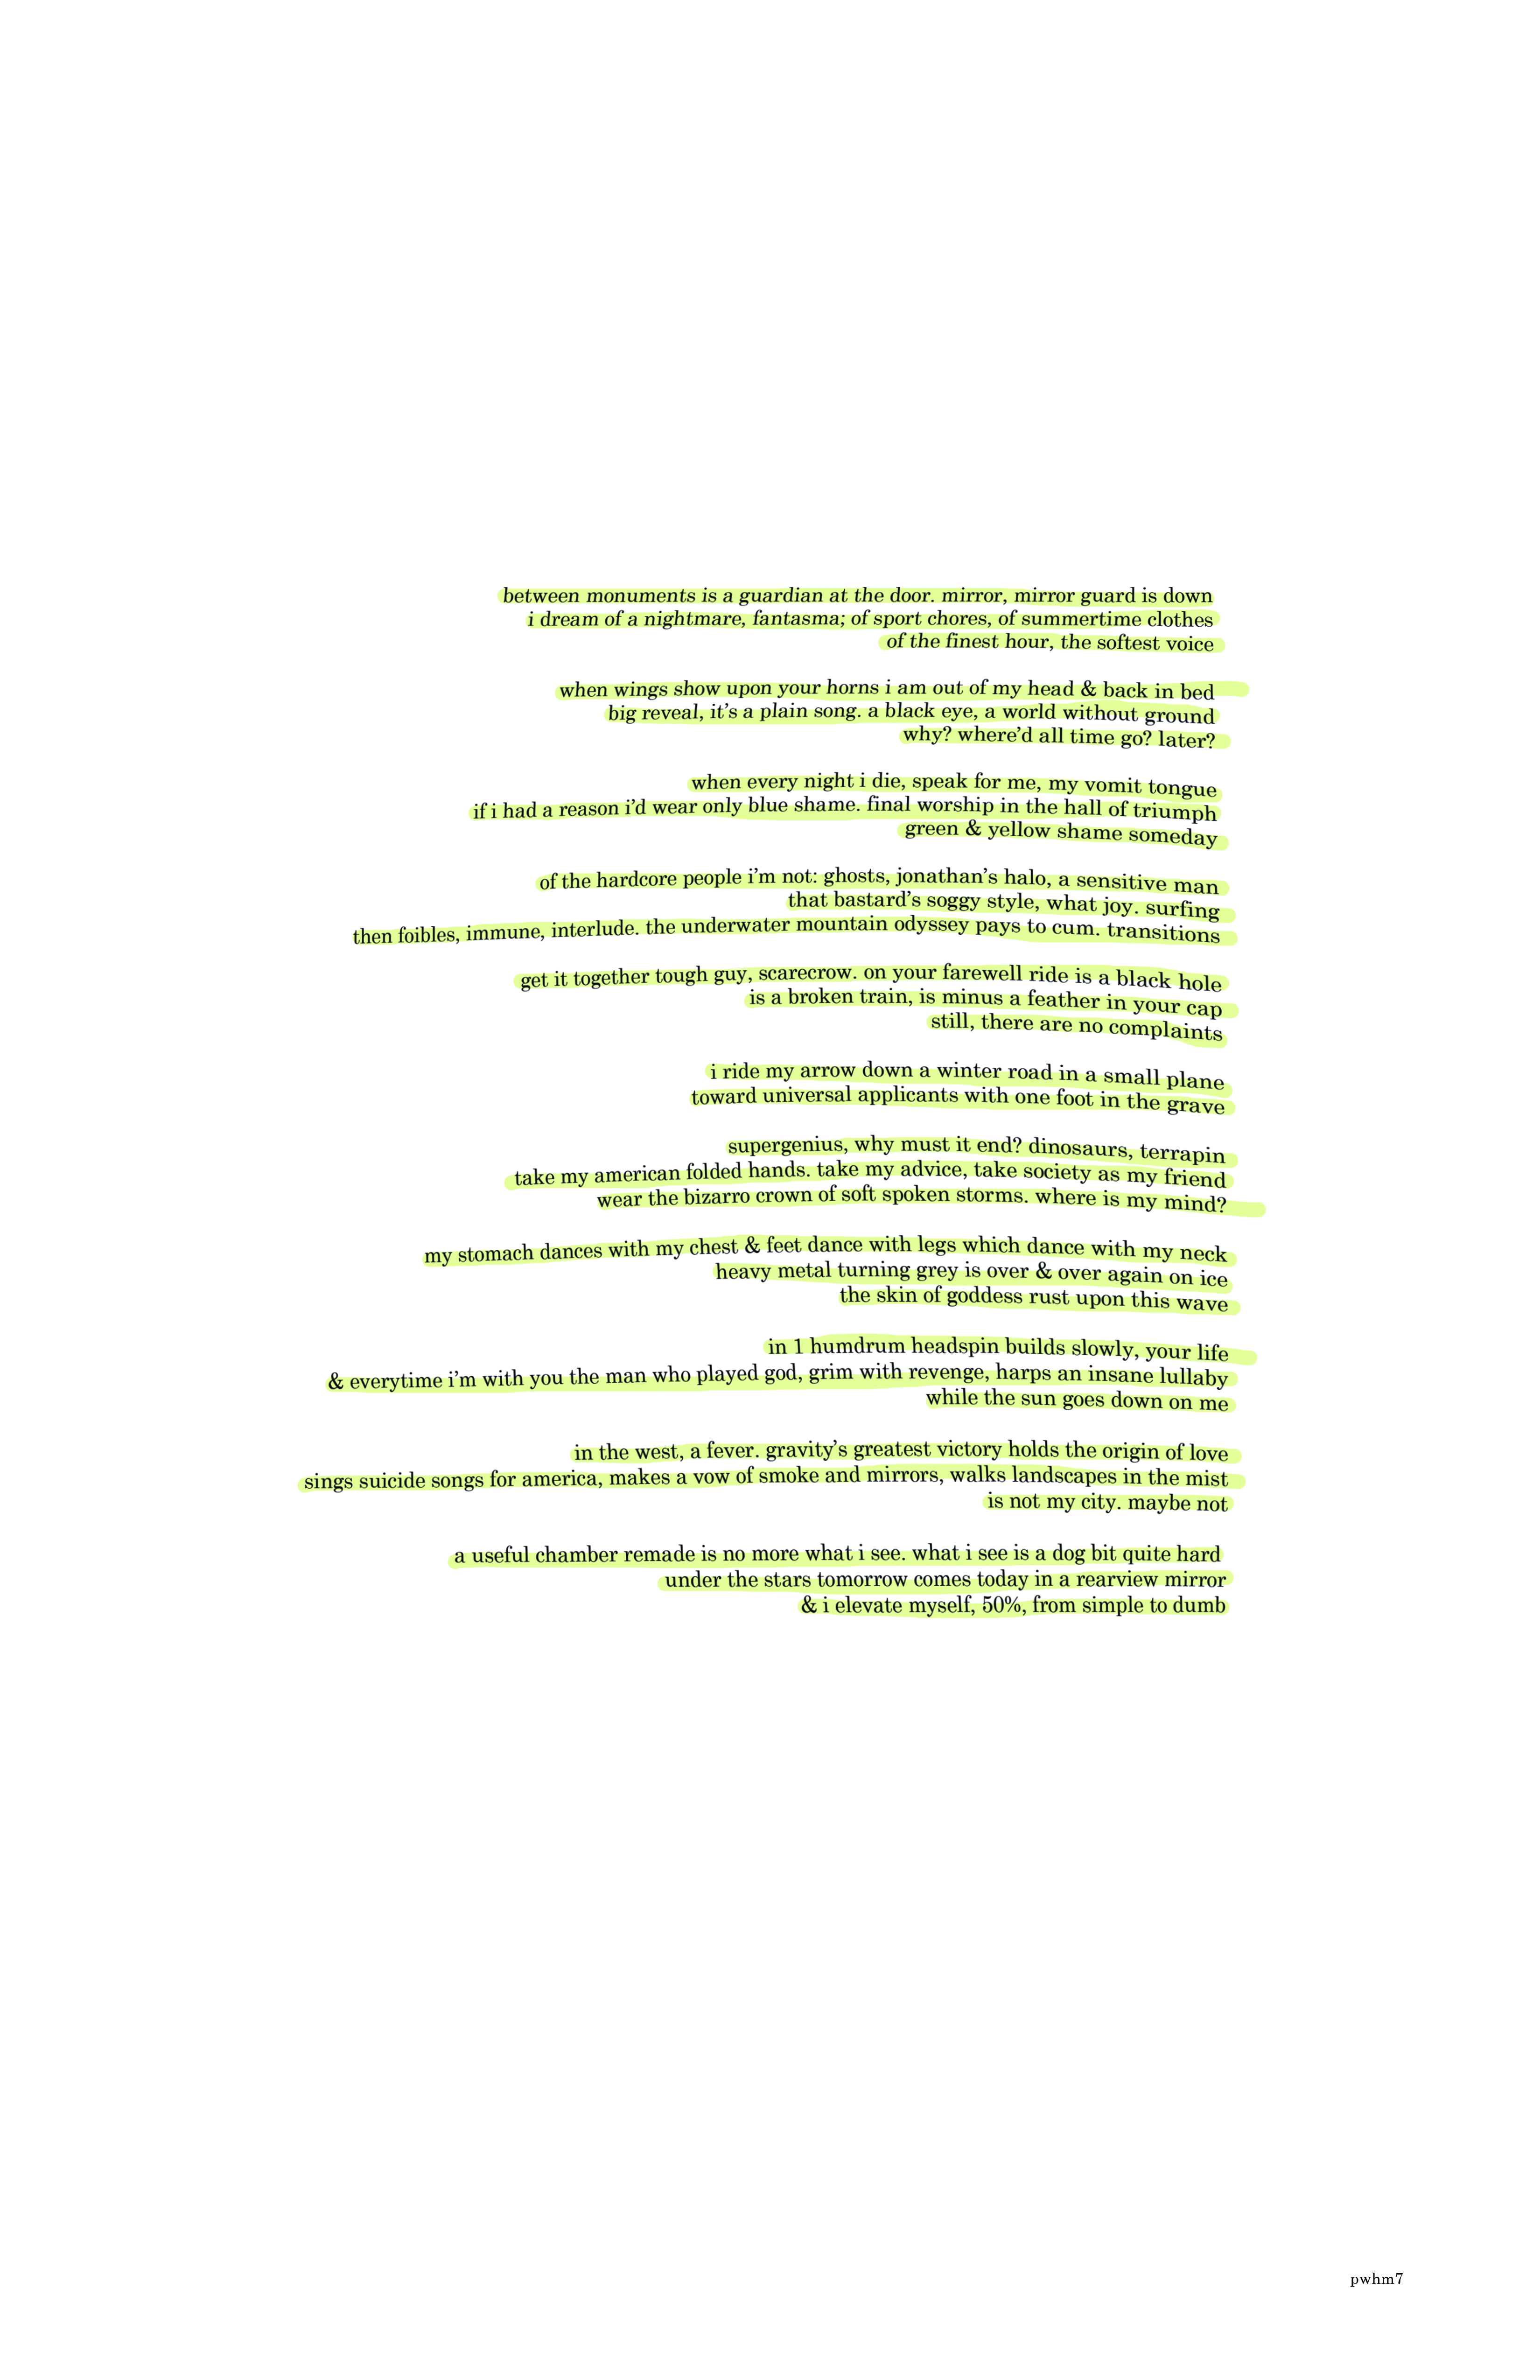 between monuments is a guardian at the door. mirror, mirror guard is down
i dream of a nightmare, fantasma; of sport chores, of summertime clothes
of the finest hour, the softest voice
when wings show upon your horns i am out of my head & back in bed
big reveal, it's a plain song. a black eye, a world without ground
why? where'd all time go? later?
when every night i die, speak for me, my vomit tongue
if i had a reason i'd wear only blue shame. final worship in the hall of triumph
green & yellow shame someday
of the hardcore people i'm not: ghosts, jonathan's halo, a sensitive man
that bastard's soggy style, what joy. surfing
then foibles, immune, interlude. the underwater mountain odyssey pays to cum. transitions
get it together tough guy, scarecrow. on your farewell ride is a black hole
is a broken train, is minus a feather in your cap
still, there are no complaints
i ride my arrow down a winter road in a small plane
toward universal applicants with one foot in the grave
supergenius, why must it end? dinosaurs, terrapin
take my american folded hands. take my advice, take society as my friend
wear the bizarro crown of soft spoken storms. where is my mind?
my stomach dances with my chest & feet dance with legs which dance with my neck
heavy metal turning grey is over & over again on ice
the skin of goddess rust upon this wave
in 1 humdrum headspin builds slowly, your life
& everytime i'm with you the man who played god, grim with revenge, harps an insane lullaby
while the sun goes down on me
in the west, a fever. gravity's greatest victory holds the origin of love
sings suicide songs for america, makes a vow of smoke and mirrors, walks landscapes in the mist
is not my city. maybe not
a useful chamber remade is no more what i see. what i see is a dog bit quite hard
under the stars tomorrow comes today in a rearview mirror
& i elevate myself, 50%, from simple to dumb
pwhm7